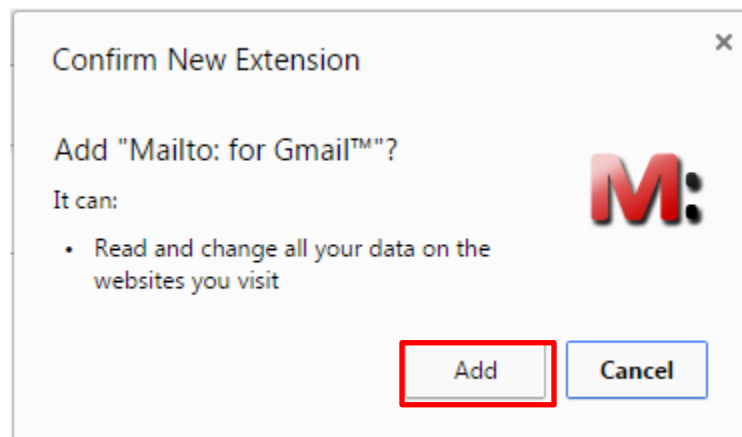 Confirm New Extension
Add "Mailto: for Gmail™"?
It can:
• Read and change all your data on the
websites you visit
M:
Add Cancel